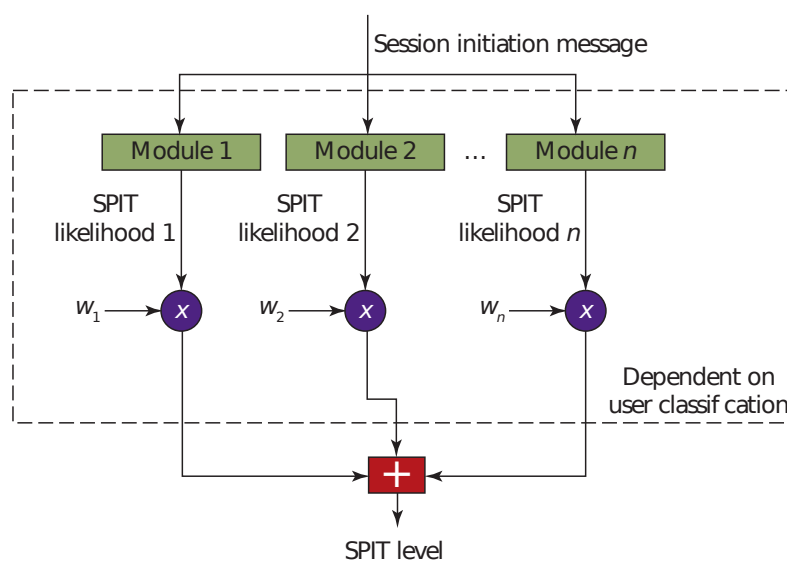 Session initiation message
Module 1
Module 2
...
Module n
SPIT
likelihood 1
SPIT
likelihood 2
SPIT
likelihood n
w1
x
w2
x
wn
x
Dependent on
user classif cation
+
SPIT level